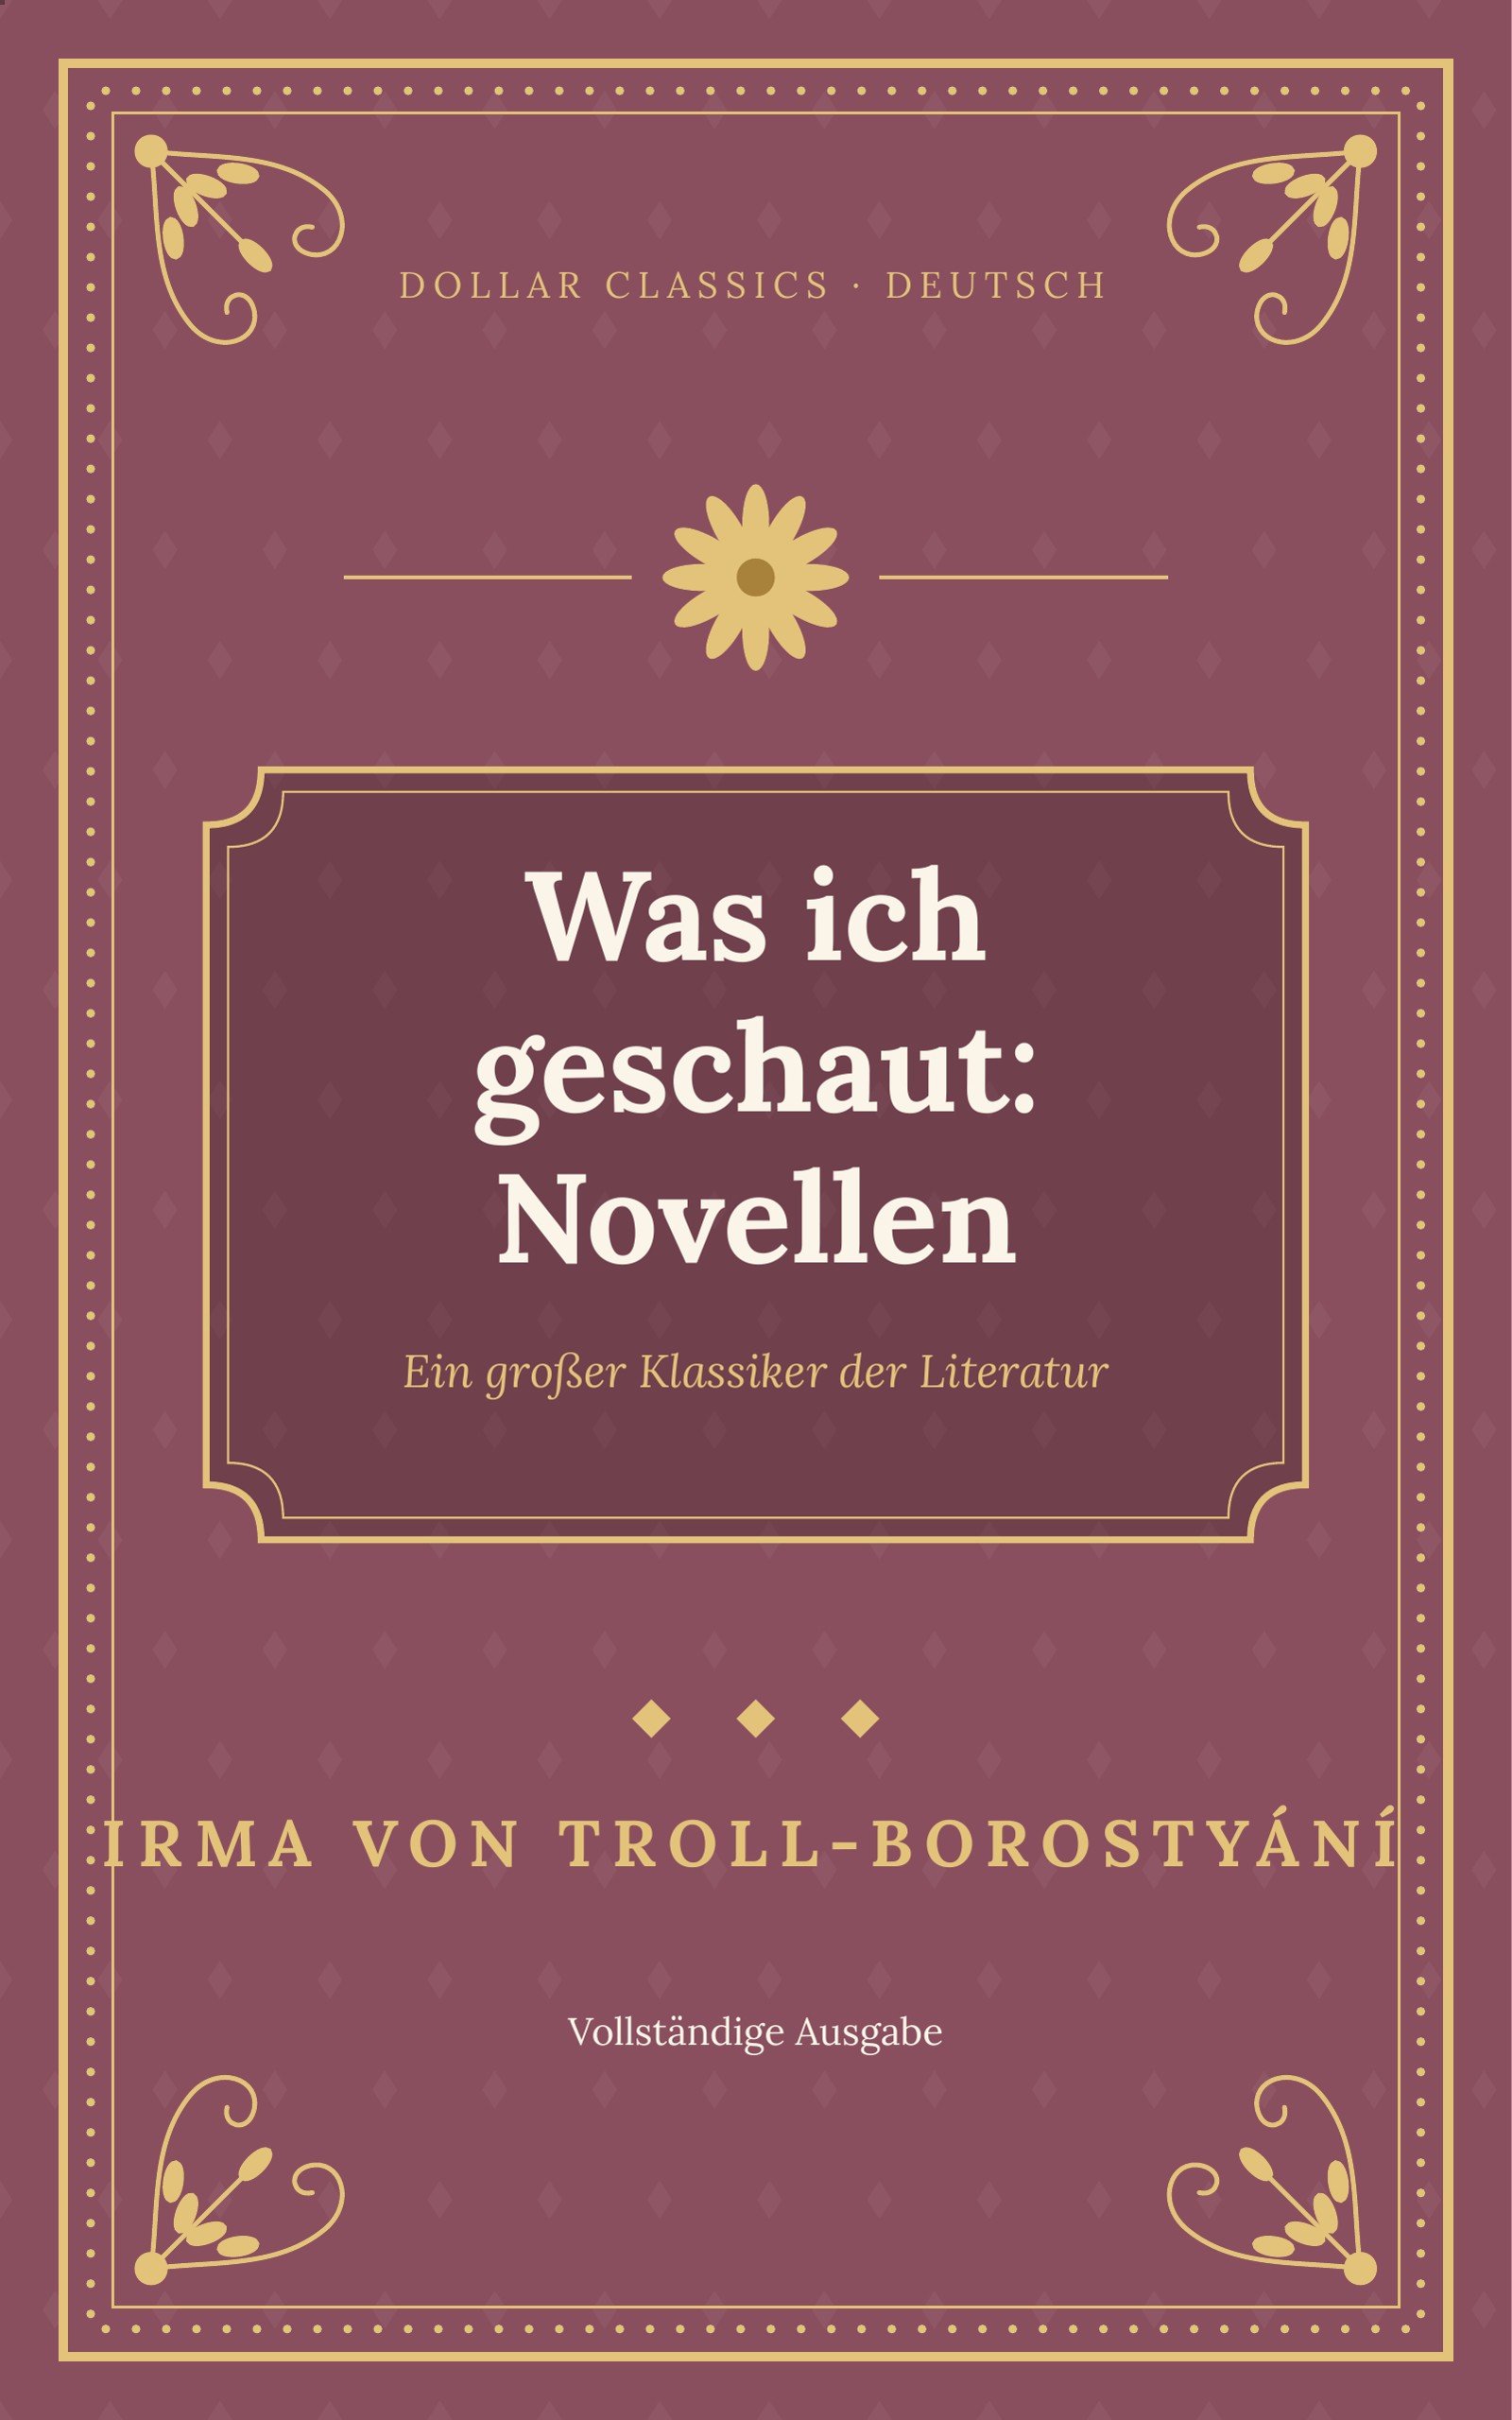 DOLLAR CLASSICS · DEUTSCH
Was ich
geschaut:
Novellen
Ein großer Klassiker der Literatur
IRMA VON TROLL-BOROSTYÁNÍ
Vollständige Ausgabe